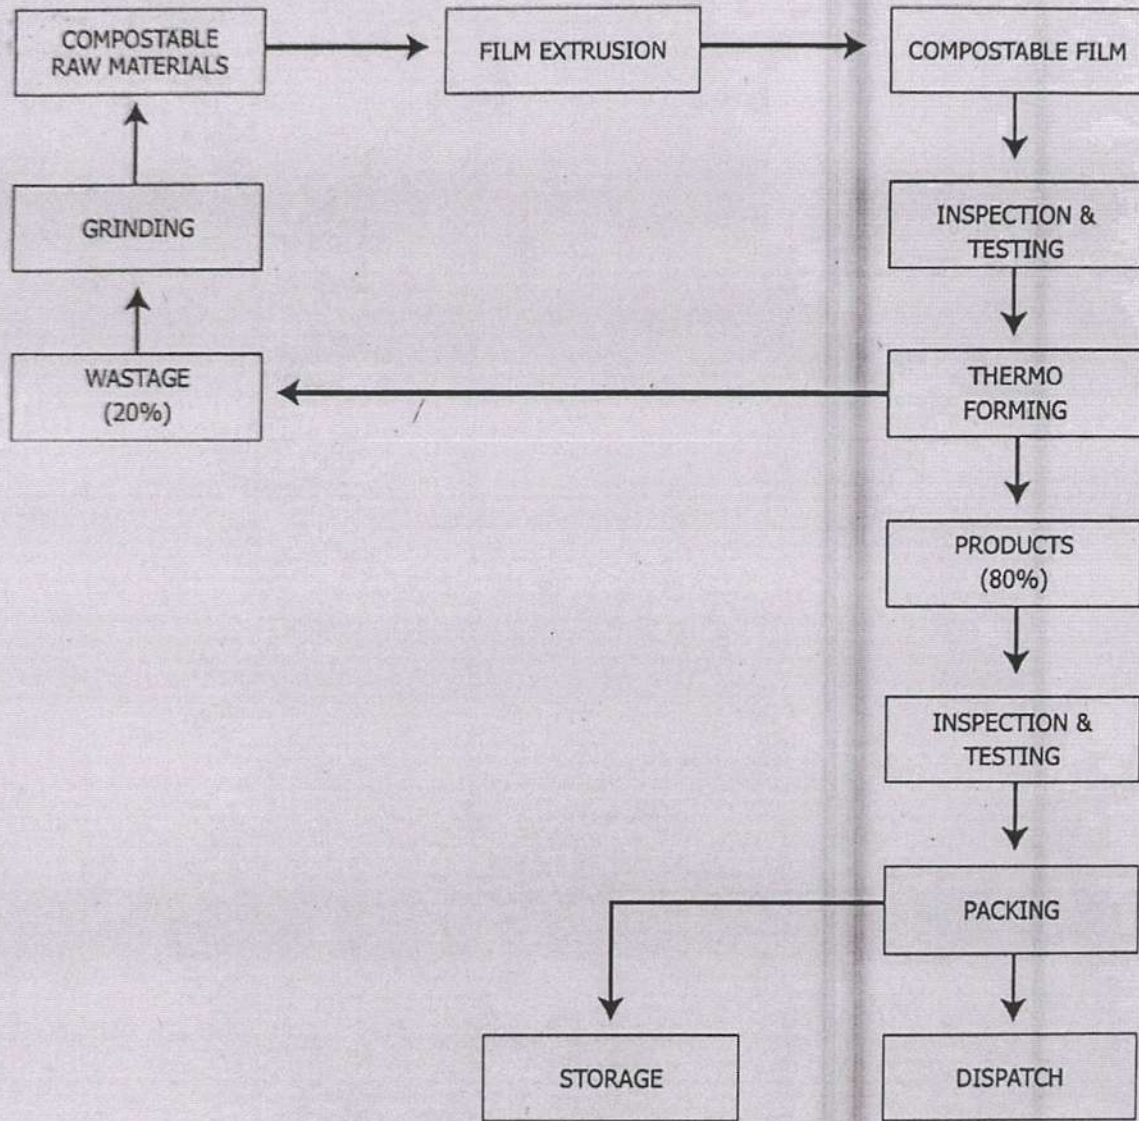 COMPOSTABLE
RAW MATERIALS
FILM EXTRUSION
COMPOSTABLE FILM
GRINDING
INSPECTION &
TESTING
WASTAGE
(20%)
THERMO
FORMING
PRODUCTS
(80%)
INSPECTION &
TESTING
PACKING
STORAGE
DISPATCH